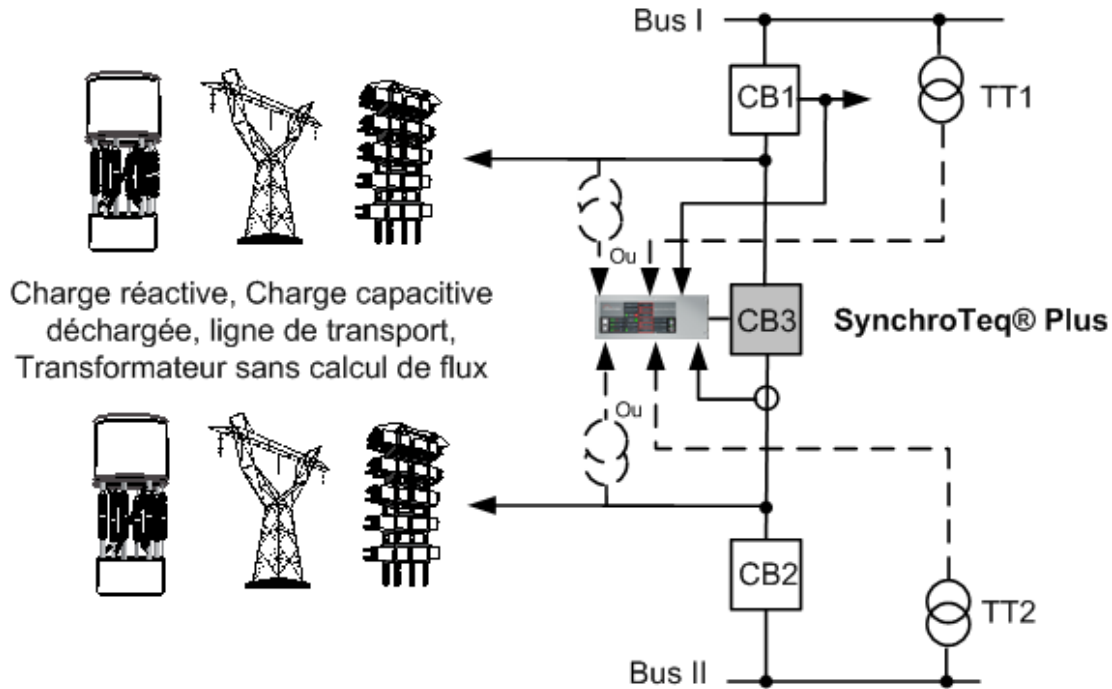 Bus I
CB1
TT1
Ou
Charge réactive, Charge capacitive
déchargée, ligne de transport,
Transformateur sans calcul de flux
CB3
SynchroTeq® Plus
Ou
CB2
TT2
Bus II